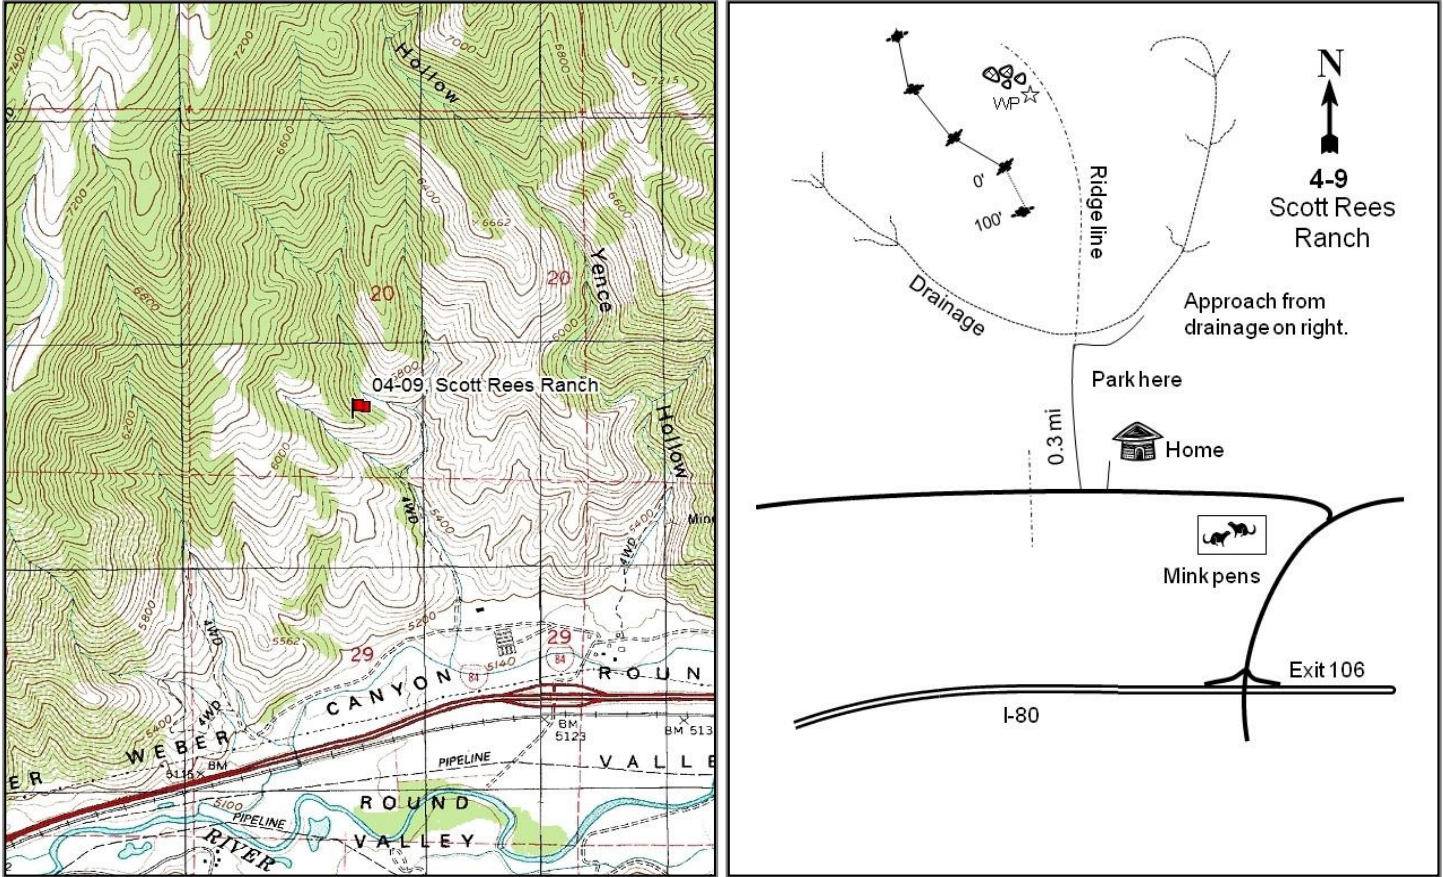 Hollow
7000
5800
7200
7400
7215
6600
7200
6400
6600
6662
Yence
20
20
6800
6000
5800
04-09, Scott Rees Ranch
6200
Hollow
6000
4WD
5400
5400
Mine
4WD
5800
4WD
5562
5200
29
29
5140
84
84
CANYON
ROUN
4WD
5400
WEBER
ER
BM
5123
BM 513
BM
5115
PIPELINE
VALLE
5100
PIPELINE
ROUND
VALLEY
RIVER
WP
N
0'
100'
Ridge line
4-9
Scott Rees
Ranch
Drainage
Approach from
drainage on right.
Park here
0.3 mi
Home
Mink pens
Exit 106
I-80